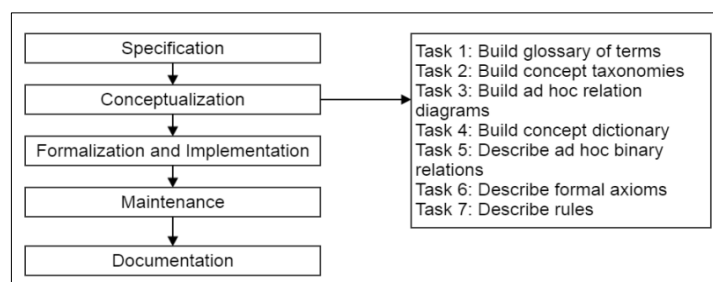 Specification
Conceptualization
Formalization and Implementation
Maintenance
Documentation
Task 1: Build glossary of terms
Task 2: Build concept taxonomies
Task 3: Build ad hoc relation
diagrams
Task 4: Build concept dictionary
Task 5: Describe ad hoc binary
relations
Task 6: Describe formal axioms
Task 7: Describe rules